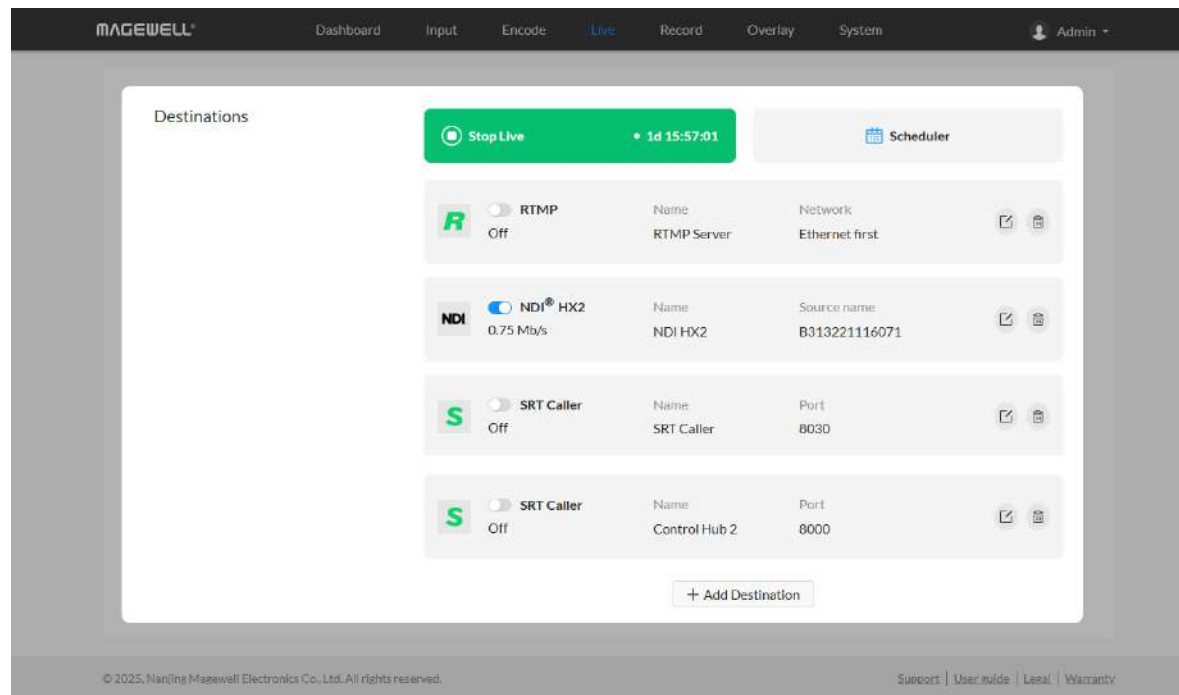 MAGEWELL® Dashboard Input Encode Live Record Overlay System Admin
Destinations
Stop Live • 1d 15:57:01 Scheduler
R RTMP Name Network
Off RTMP Server Ethernet first
NDI NDI® HX2 Name Source name
0.75 Mb/s NDI HX2 B313221116071
S SRT Caller Name Port
Off SRT Caller 8030
S SRT Caller Name Port
Off Control Hub 2 8000
+ Add Destination
© 2025, Nanjing Magewell Electronics Co., Ltd. All rights reserved. Support | User guide | Legal | Warranty